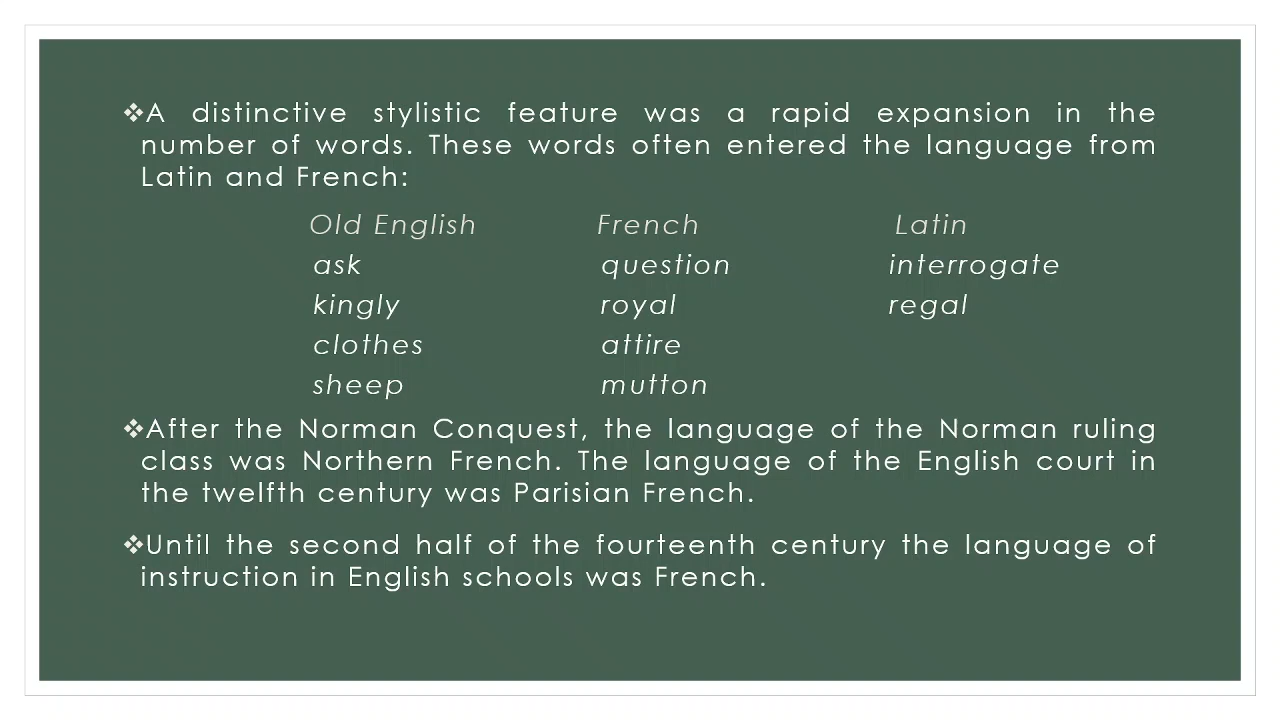 ❖A distinctive stylistic feature was a rapid expansion in the
number of words. These words often entered the language from
Latin and French:
Old English French Latin
ask question interrogate
kingly royal regal
clothes attire
sheep mutton
❖After the Norman Conquest, the language of the Norman ruling
class was Northern French. The language of the English court in
the twelfth century was Parisian French.
❖Until the second half of the fourteenth century the language of
instruction in English schools was French.